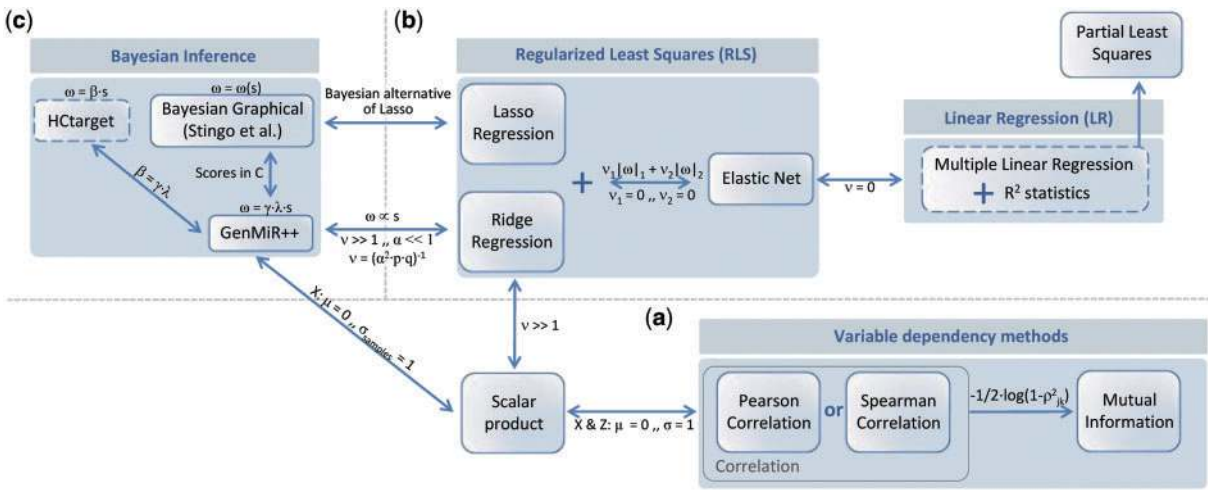 (c)
Bayesian Inference
ω = β·s
HCtarget
ω = ω(s)
Bayesian Graphical
(Stingo et al.)
β = γ·λ
Scores in C
ω = γ·λ·s
GenMiR++
Bayesian alternative
of Lasso
ω ∝ s
ν >> 1 ,, α << 1
ν = (α²·p·q)⁻¹
(b)
Regularized Least Squares (RLS)
Lasso
Regression
+
Ridge
Regression
ν₁|ω|₁ + ν₂|ω|₂
ν₁ = 0 ,, ν₂ = 0
Elastic Net
ν = 0
Partial Least
Squares
Linear Regression (LR)
Multiple Linear Regression
+ R² statistics
X: μ = 0 ,, σsamples = 1
ν >> 1
Scalar
product
X & Z: μ = 0 ,, σ = 1
(a)
Variable dependency methods
Pearson
Correlation
or
Spearman
Correlation
Correlation
-1/2·log(1-ρ²jk)
Mutual
Information